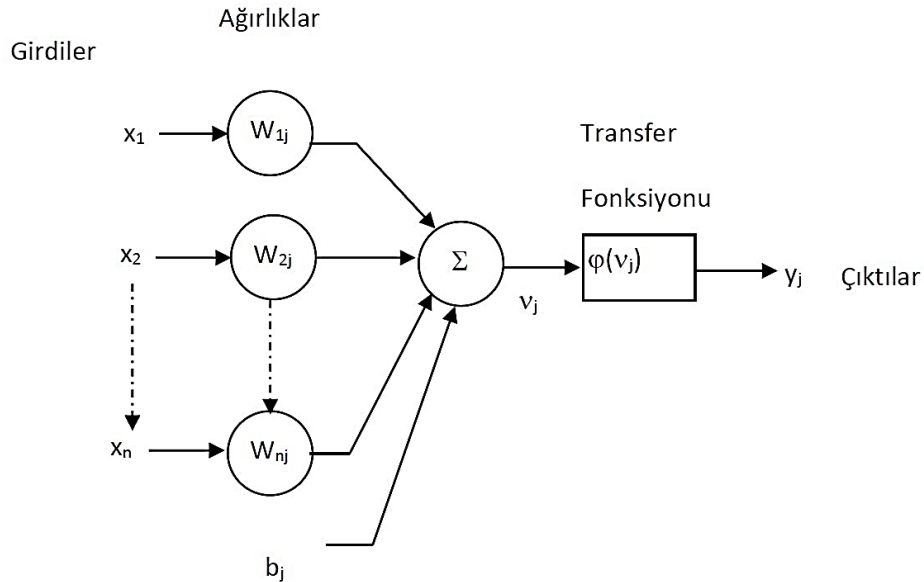 Ağırlıklar
Girdiler
x₁
W₁ⱼ
Transfer
Fonksiyonu
x₂
W₂ⱼ
Σ
νⱼ
φ(νⱼ)
yⱼ
Çıktılar
xₙ
Wₙⱼ
bⱼ